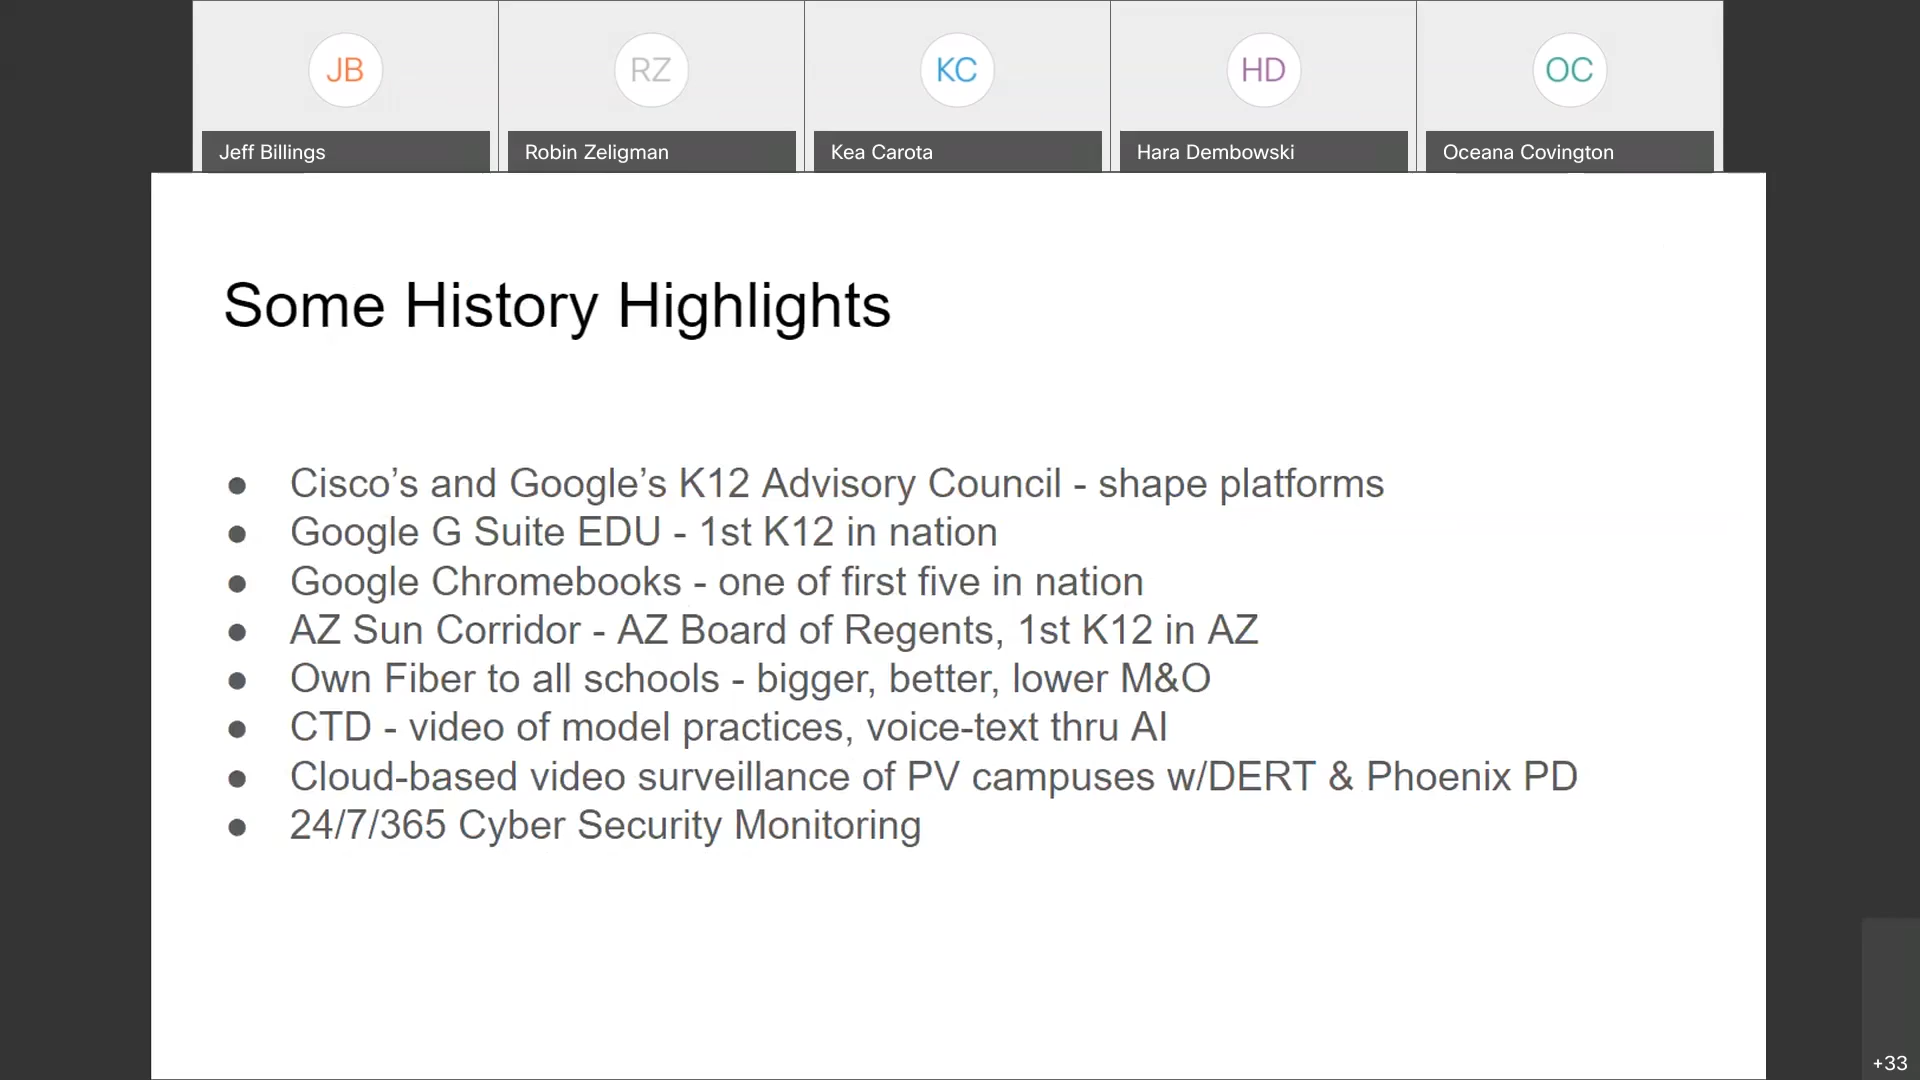 JB
RZ
KC
HD
OC
Jeff Billings
Robin Zeligman
Kea Carota
Hara Dembowski
Oceana Covington
Some History Highlights
● Cisco’s and Google’s K12 Advisory Council - shape platforms
● Google G Suite EDU - 1st K12 in nation
● Google Chromebooks - one of first five in nation
● AZ Sun Corridor - AZ Board of Regents, 1st K12 in AZ
● Own Fiber to all schools - bigger, better, lower M&O
● CTD - video of model practices, voice-text thru AI
● Cloud-based video surveillance of PV campuses w/DERT & Phoenix PD
● 24/7/365 Cyber Security Monitoring
+33